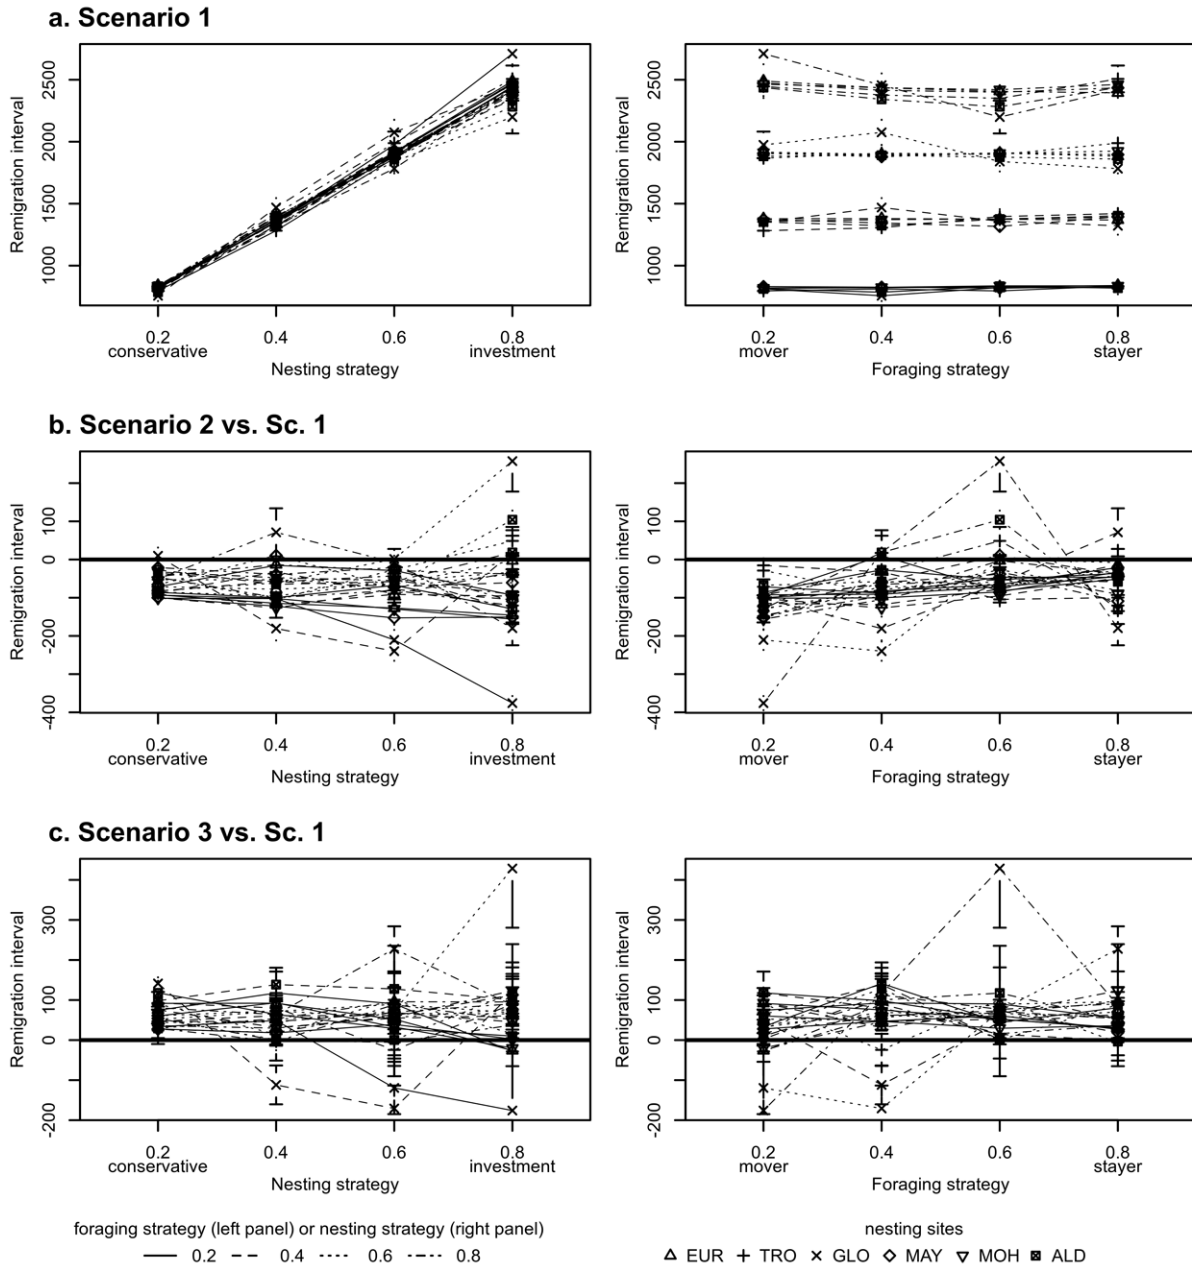 a. Scenario 1
Remigration interval
2500
2000
1500
1000
0.2 0.4 0.6 0.8
conservative investment
Nesting strategy
Remigration interval
2500
2000
1500
1000
0.2 0.4 0.6 0.8
mover stayer
Foraging strategy
b. Scenario 2 vs. Sc. 1
Remigration interval
100
0
-200
-400
0.2 0.4 0.6 0.8
conservative investment
Nesting strategy
Remigration interval
100
0
-200
-400
0.2 0.4 0.6 0.8
mover stayer
Foraging strategy
c. Scenario 3 vs. Sc. 1
Remigration interval
300
100
0
-200
0.2 0.4 0.6 0.8
conservative investment
Nesting strategy
Remigration interval
300
100
0
-200
0.2 0.4 0.6 0.8
mover stayer
Foraging strategy
foraging strategy (left panel) or nesting strategy (right panel)
0.2 0.4 0.6 0.8
nesting sites
EUR TRO GLO MAY MOH ALD